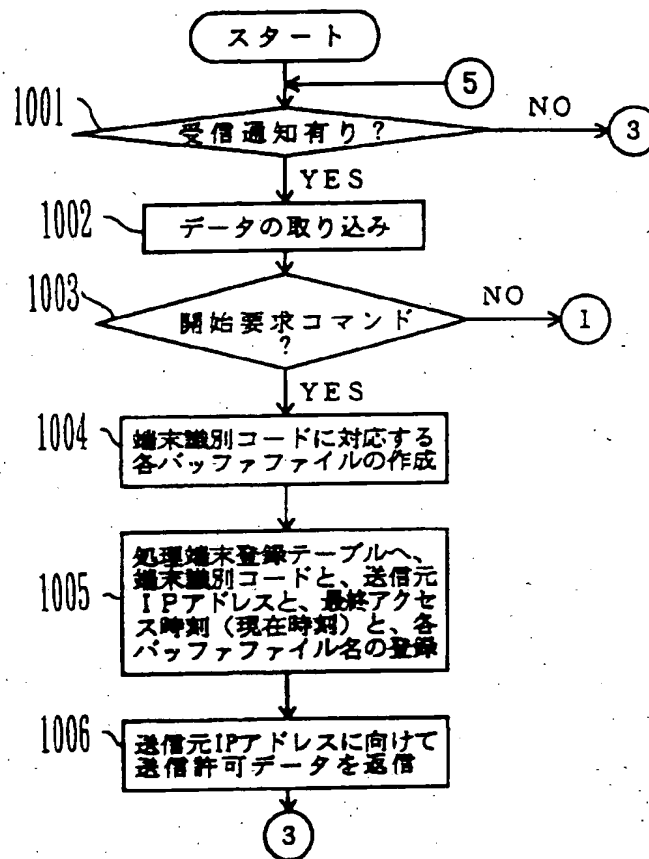 スタート
5
1001
受信通知有り?
NO
3
YES
1002
データの取り込み
1003
開始要求コマンド
?
NO
1
YES
1004
端末識別コードに対応する
各バッファファイルの作成
1005
処理端末登録テーブルへ、
端末識別コードと、送信元
IPアドレスと、最終アクセ
ス時刻(現在時刻)と、各
バッファファイル名の登録
1006
送信元IPアドレスに向けて
送信許可データを返信
3